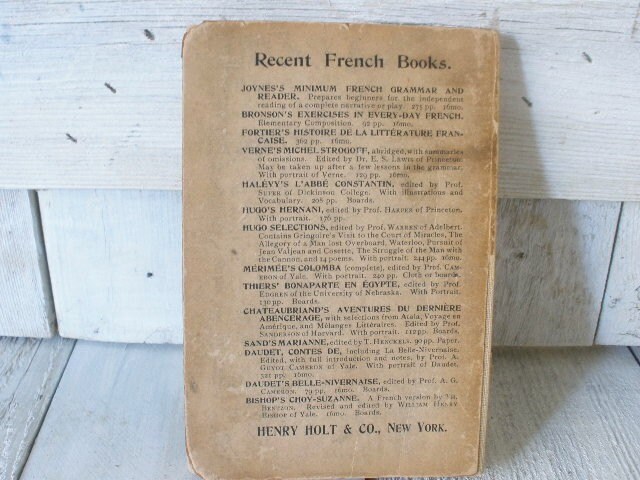 Recent French Books.
JOYNES'S MINIMUM FRENCH GRAMMAR AND
READER. Prepares beginners for the independent
reading of a complete narrative or play. 275 pp. 16mo.
BRONSON'S EXERCISES IN EVERY-DAY FRENCH.
Elementary Composition. 92 pp. 16mo.
FORTIER'S HISTOIRE DE LA LITTÉRATURE FRAN-
CAISE. 362 pp. 16mo.
VERNE'S MICHEL STROGOFF, abridged, with summaries
of omissions. Edited by Dr. E. S. Lewis of Princeton.
May be taken up after a few lessons in the grammar.
With portrait of Verne. 129 pp. 16mo.
HALÉVY'S L'ABBÉ CONSTANTIN, edited by Prof.
Super of Dickinson College. With illustrations and
Vocabulary. 208 pp. Boards.
HUGO'S HERNANI, edited by Prof. Harper of Princeton.
With portrait. 176 pp.
HUGO SELECTIONS, edited by Prof. Warren of Adelbert.
Contains Gringoire's Visit to the Court of Miracles, The
Allegory of a Man lost Overboard, Waterloo, Pursuit of
Jean Valjean and Cosette, The Struggle of the Man with
the Cannon, and 14 poems. With portrait. 244 pp. 16mo.
MÉRIMÉE'S COLOMBA (complete), edited by Prof. Cam-
eron of Yale. With portrait. 240 pp. Cloth or boards.
THIERS' BONAPARTE EN ÉGYPTE, edited by Prof.
Edgren of the University of Nebraska. With Portrait.
130 pp. Boards.
CHATEAUBRIAND'S AVENTURES DU DERNIÈRE
ABENCERAGE, with selections from Atala, Voyage en
Amérique, and Mélanges Littéraires. Edited by Prof.
Sanderson of Harvard. With portrait. 112 pp. Boards.
SAND'S MARIANNE, edited by T. Henckels. 90 pp. Paper.
DAUDET, CONTES DE, including La Belle-Nivernaise.
Edited, with full introduction and notes, by Prof. A.
Guyot Cameron of Yale. With portrait of Daudet.
321 pp. 16mo.
DAUDET'S BELLE-NIVERNAISE, edited by Prof. A. G.
Cameron. 79 pp. 16mo. Boards.
BISHOP'S CHOY-SUZANNE. A French version by
Bentzon. Revised and edited by William Henry
Bishop of Yale. 16mo. Boards.
HENRY HOLT & CO., New York.